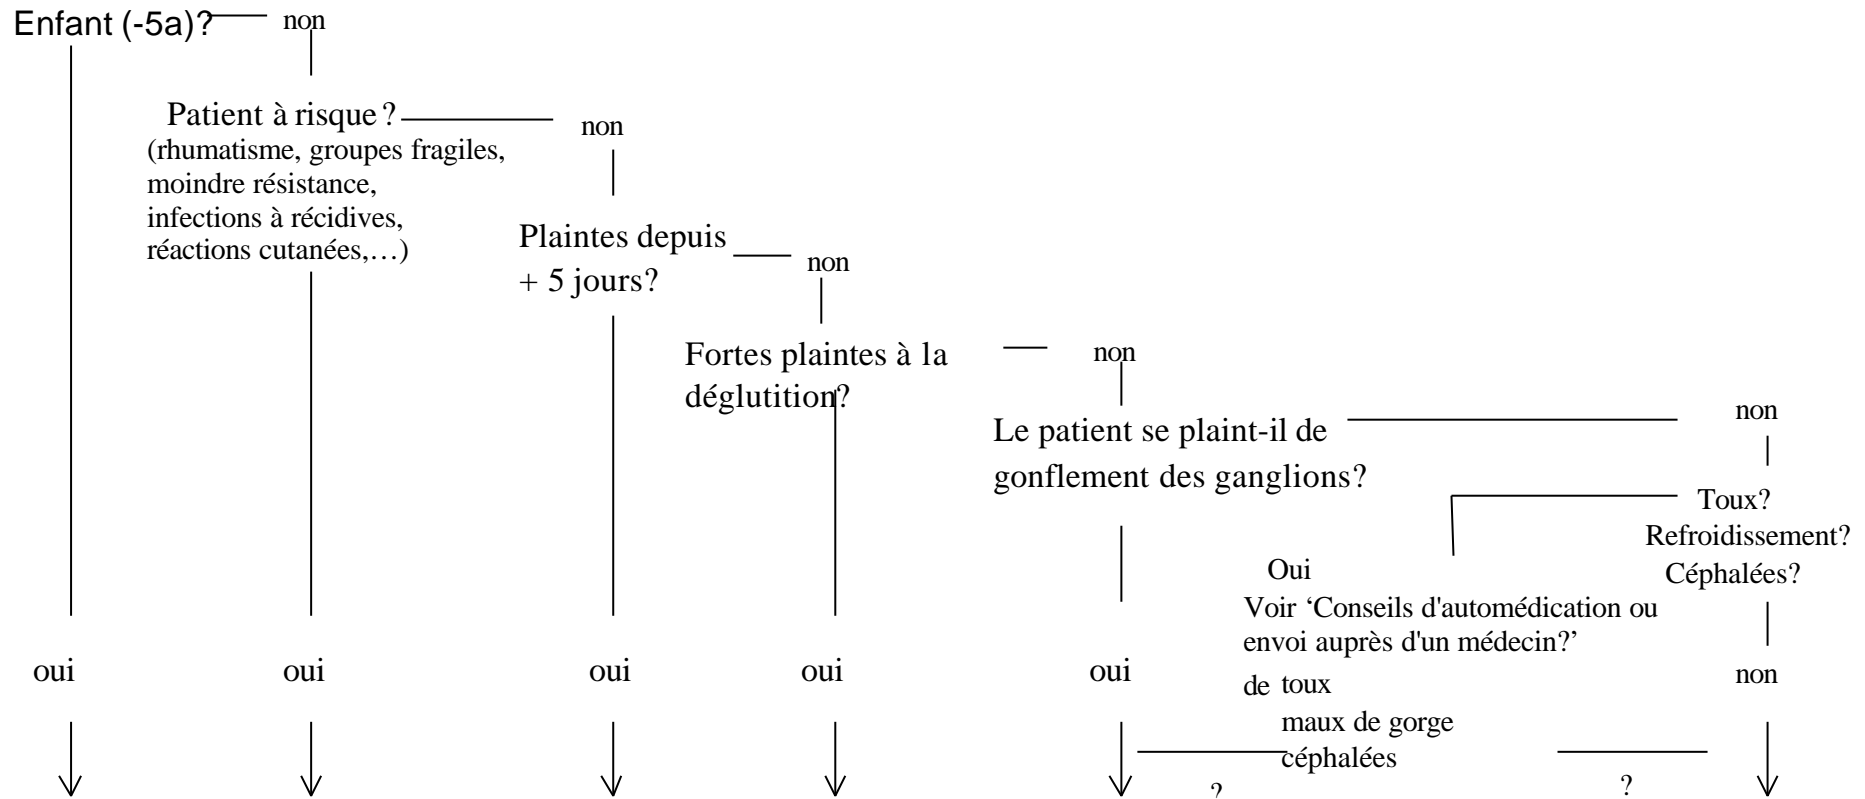 Enfant (-5a)?
non
Patient à risque ?
(rhumatisme, groupes fragiles,
moindre résistance,
infections à récidives,
réactions cutanées,…)
non
Plaintes depuis
+ 5 jours?
non
Fortes plaintes à la
déglutition?
non
Le patient se plaint-il de
gonflement des ganglions?
non
Toux?
Refroidissement?
Céphalées?
Oui
Voir ‘Conseils d'automédication ou
envoi auprès d'un médecin?’
de toux
maux de gorge
céphalées
oui
oui
oui
oui
oui
non
?
?